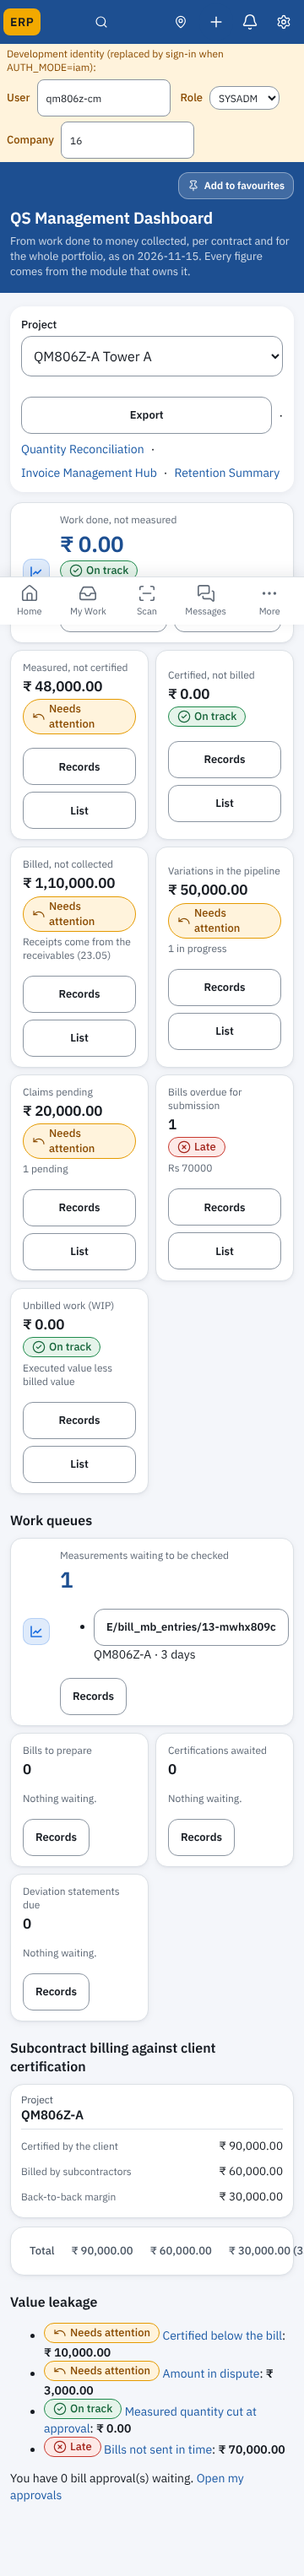 ERP
Development identity (replaced by sign-in when
AUTH_MODE=iam):
User qm806z-cm Role SYSADM
Company 16
Add to favourites
QS Management Dashboard
From work done to money collected, per contract and for
the whole portfolio, as on 2026-11-15. Every figure
comes from the module that owns it.
Project
QM806Z-A Tower A
Export ·
Quantity Reconciliation ·
Invoice Management Hub · Retention Summary
Work done, not measured
₹ 0.00
On track
Home My Work Scan Messages More
Measured, not certified
₹ 48,000.00
Needs
attention
Records
List
Certified, not billed
₹ 0.00
On track
Records
List
Billed, not collected
₹ 1,10,000.00
Needs
attention
Receipts come from the
receivables (23.05)
Records
List
Variations in the pipeline
₹ 50,000.00
Needs
attention
1 in progress
Records
List
Claims pending
₹ 20,000.00
Needs
attention
1 pending
Records
List
Bills overdue for
submission
1
Late
Rs 70000
Records
List
Unbilled work (WIP)
₹ 0.00
On track
Executed value less
billed value
Records
List
Work queues
Measurements waiting to be checked
1
E/bill_mb_entries/13-mwhx809c
QM806Z-A · 3 days
Records
Bills to prepare
0
Nothing waiting.
Records
Certifications awaited
0
Nothing waiting.
Records
Deviation statements
due
0
Nothing waiting.
Records
Subcontract billing against client
certification
Project
QM806Z-A
Certified by the client ₹ 90,000.00
Billed by subcontractors ₹ 60,000.00
Back-to-back margin ₹ 30,000.00
Total ₹ 90,000.00 ₹ 60,000.00 ₹ 30,000.00 (3
Value leakage
Needs attention Certified below the bill:
₹ 10,000.00
Needs attention Amount in dispute: ₹
3,000.00
On track Measured quantity cut at
approval: ₹ 0.00
Late Bills not sent in time: ₹ 70,000.00
You have 0 bill approval(s) waiting. Open my
approvals